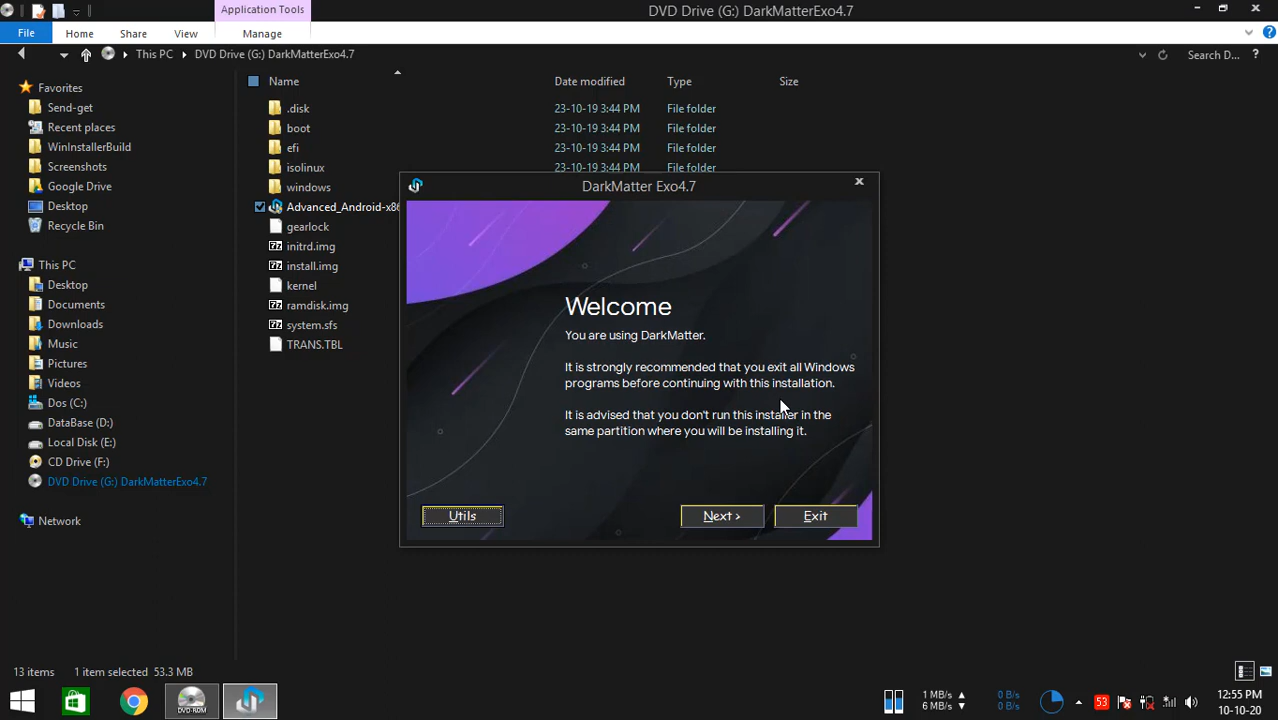 Application Tools
DVD Drive (G:) DarkMatterExo4.7
File
Home
Share
View
Manage
This PC
DVD Drive (G:) DarkMatterExo4.7
Search D...
Favorites
Send-get
Recent places
WinInstallerBuild
Screenshots
Google Drive
Desktop
Recycle Bin
This PC
Desktop
Documents
Downloads
Music
Pictures
Videos
Dos (C:)
DataBase (D:)
Local Disk (E:)
CD Drive (F:)
DVD Drive (G:) DarkMatterExo4.7
Network
Name Date modified Type Size
.disk 23-10-19 3:44 PM File folder
boot 23-10-19 3:44 PM File folder
efi 23-10-19 3:44 PM File folder
isolinux 23-10-19 3:44 PM File folder
windows
Advanced_Android-x86
gearlock
initrd.img
install.img
kernel
ramdisk.img
system.sfs
TRANS.TBL
DarkMatter Exo4.7
Welcome
You are using DarkMatter.
It is strongly recommended that you exit all Windows
programs before continuing with this installation.
It is advised that you don't run this installer in the
same partition where you will be installing it.
Utils
Next >
Exit
13 items 1 item selected 53.3 MB
DVD-ROM
1 MB/s
6 MB/s
0 B/s
0 B/s
53
12:55 PM
10-10-20